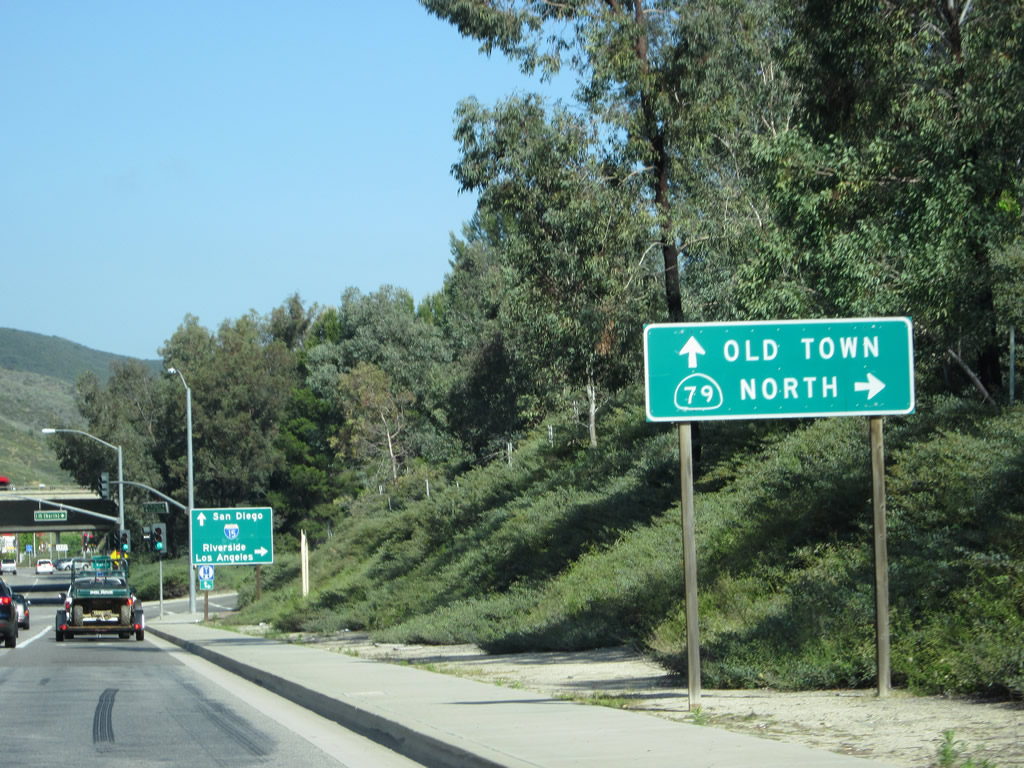 OLD TOWN
79 NORTH
San Diego
15
Riverside
Los Angeles
H